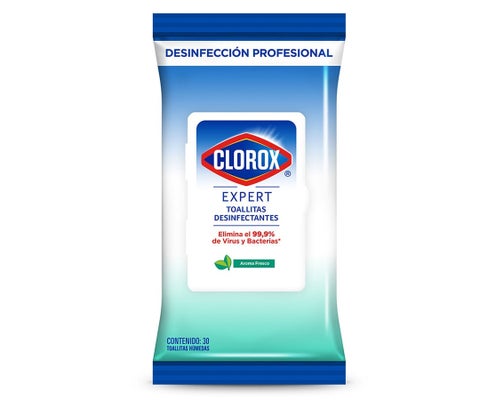 DESINFECCIÓN PROFESIONAL
CLOROX
®
EXPERT
TOALLITAS
DESINFECTANTES
Elimina el 99,9%
de Virus y Bacterias*
Aroma Fresco
CONTENIDO: 30
TOALLITAS HÚMEDAS